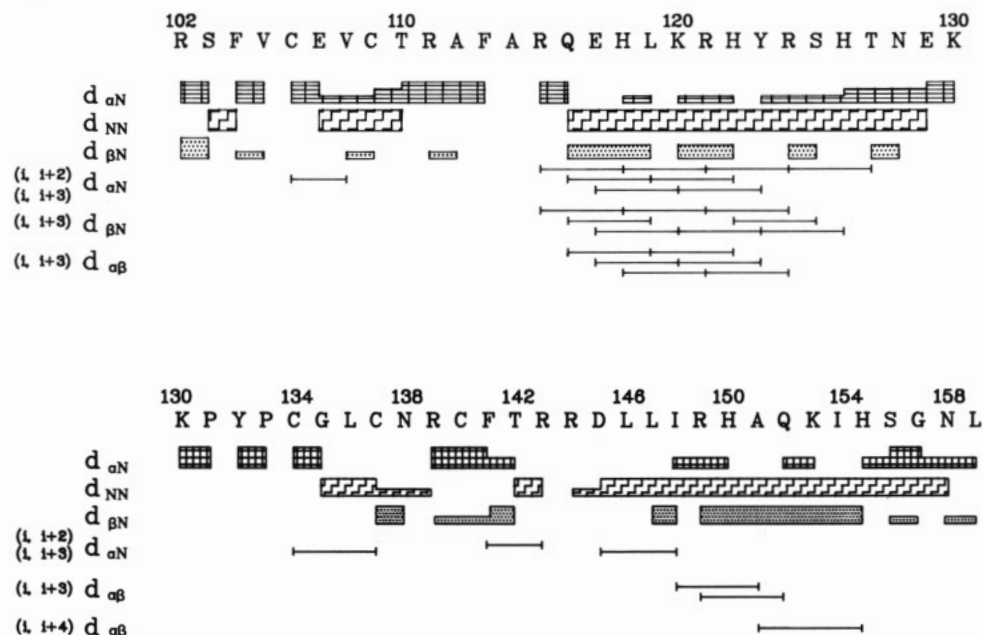 102 110 120 130
R S F V C E V C T R A F A R Q E H L K R H Y R S H T N E K
d αN
d NN
d βN
(i, i+2)
(i, i+3) d αN
(i, i+3) d βN
(i, i+3) d αβ
130 134 138 142 146 150 154 158
K P Y P C G L C N R C F T R R D L L I R H A Q K I H S G N L
d αN
d NN
d βN
(i, i+2)
(i, i+3) d αN
(i, i+3) d αβ
(i, i+4) d αβ